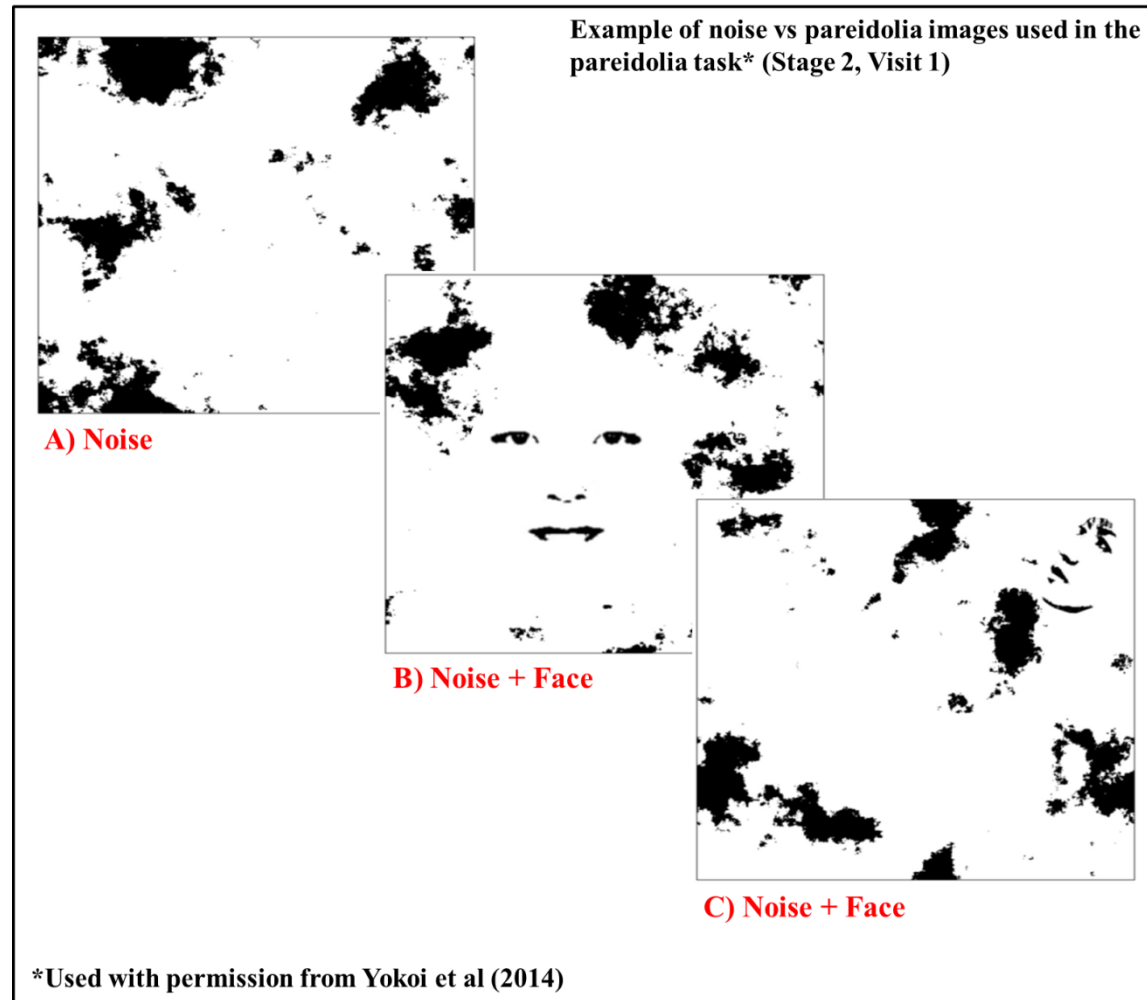 Example of noise vs pareidolia images used in the
pareidolia task* (Stage 2, Visit 1)
A) Noise
B) Noise + Face
C) Noise + Face
*Used with permission from Yokoi et al (2014)